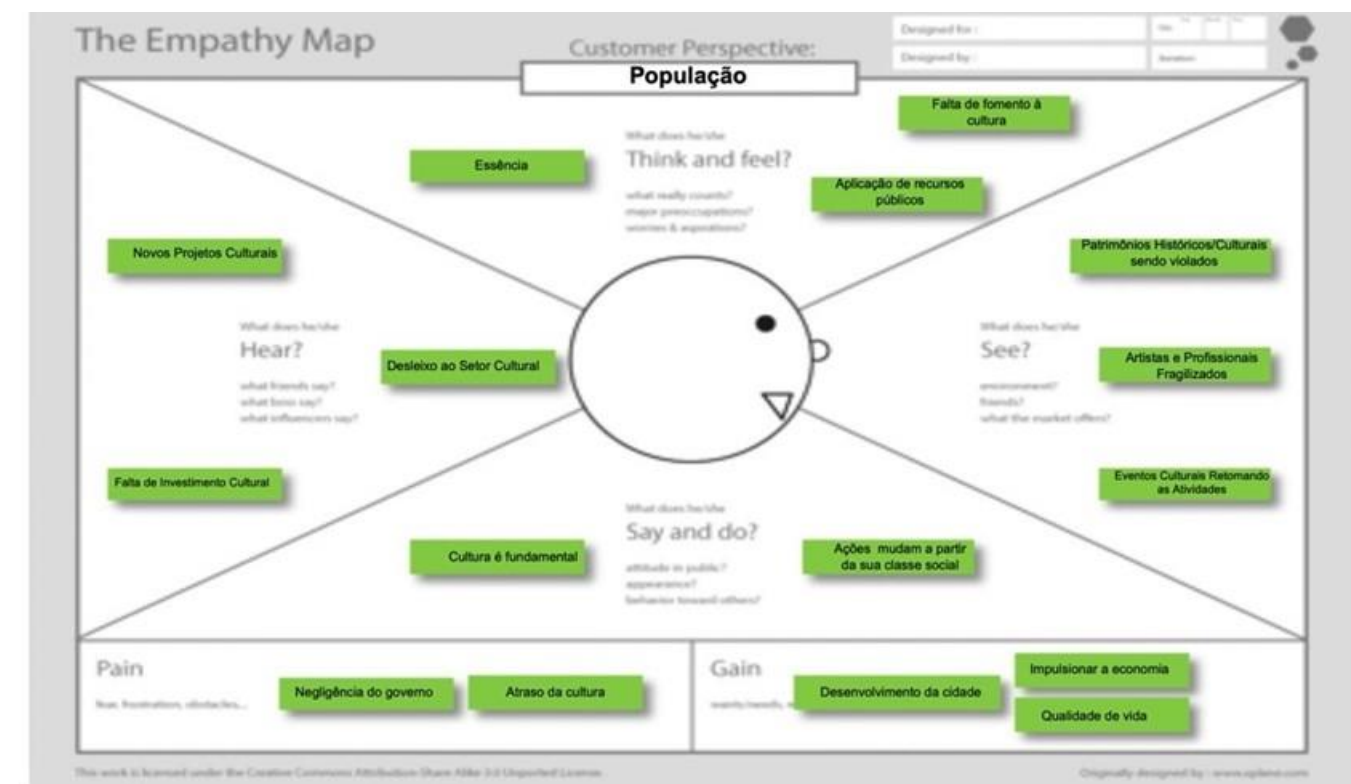 The Empathy Map
Customer Perspective:
População
Designed for :
Designed by :
Falta de fomento à
cultura
What does he/she
Think and feel?
what really counts?
major preoccupations?
worries & aspirations?
Essência
Aplicação de recursos
públicos
Novos Projetos Culturais
Patrimônios Históricos/Culturais
sendo violados
What does he/she
Hear?
what friends say?
what boss say?
what influencers say?
Desleixo ao Setor Cultural
What does he/she
See?
environment?
friends?
what the market offers?
Artistas e Profissionais
Fragilizados
Falta de Investimento Cultural
Eventos Culturais Retomando
as Atividades
What does he/she
Say and do?
attitude in public?
appearance?
behavior toward others?
Cultura é fundamental
Ações mudam a partir
da sua classe social
Pain
fear, frustration, obstacles...
Negligência do governo
Atraso da cultura
Gain
wants/needs,
Desenvolvimento da cidade
Impulsionar a economia
Qualidade de vida
This work is licensed under the Creative Commons Attribution-Share Alike 3.0 Unported License.
Originally designed by : www.xplane.com